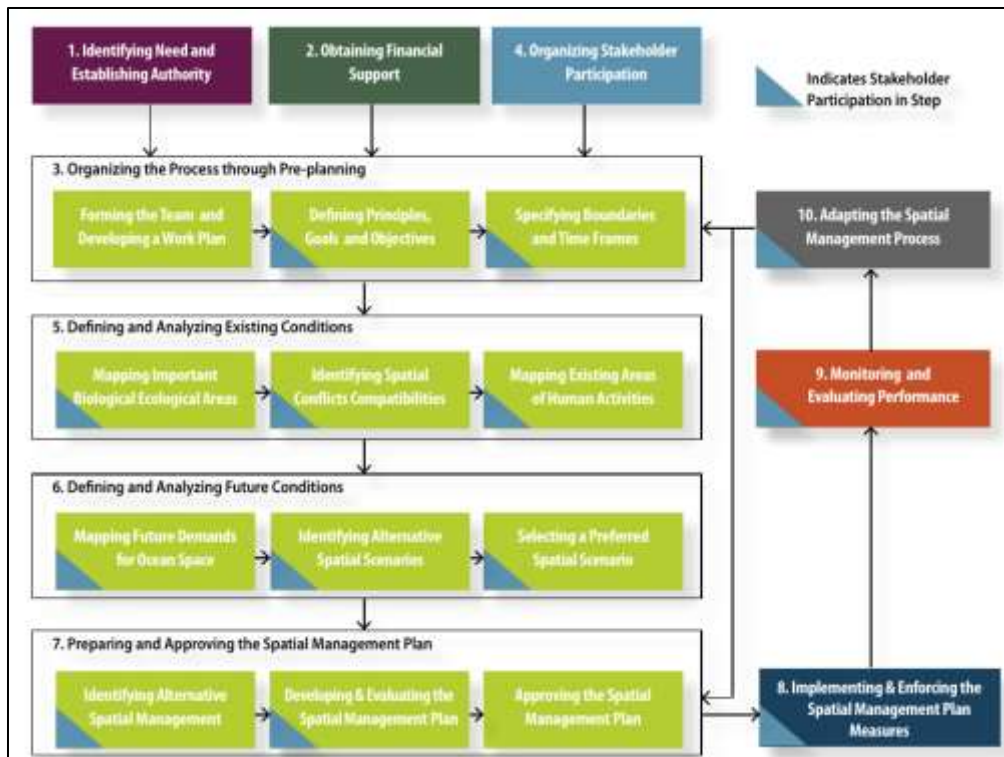 1. Identifying Need and
Establishing Authority
2. Obtaining Financial
Support
4. Organizing Stakeholder
Participation
Indicates Stakeholder
Participation in Step
3. Organizing the Process through Pre-planning
Forming the Team and
Developing a Work Plan
Defining Principles,
Goals and Objectives
Specifying Boundaries
and Time Frames
10. Adapting the Spatial
Management Process
5. Defining and Analyzing Existing Conditions
Mapping Important
Biological Ecological Areas
Identifying Spatial
Conflicts Compatibilities
Mapping Existing Areas
of Human Activities
9. Monitoring and
Evaluating Performance
6. Defining and Analyzing Future Conditions
Mapping Future Demands
for Ocean Space
Identifying Alternative
Spatial Scenarios
Selecting a Preferred
Spatial Scenario
7. Preparing and Approving the Spatial Management Plan
Identifying Alternative
Spatial Management
Developing & Evaluating the
Spatial Management Plan
Approving the Spatial
Management Plan
8. Implementing & Enforcing the
Spatial Management Plan
Measures